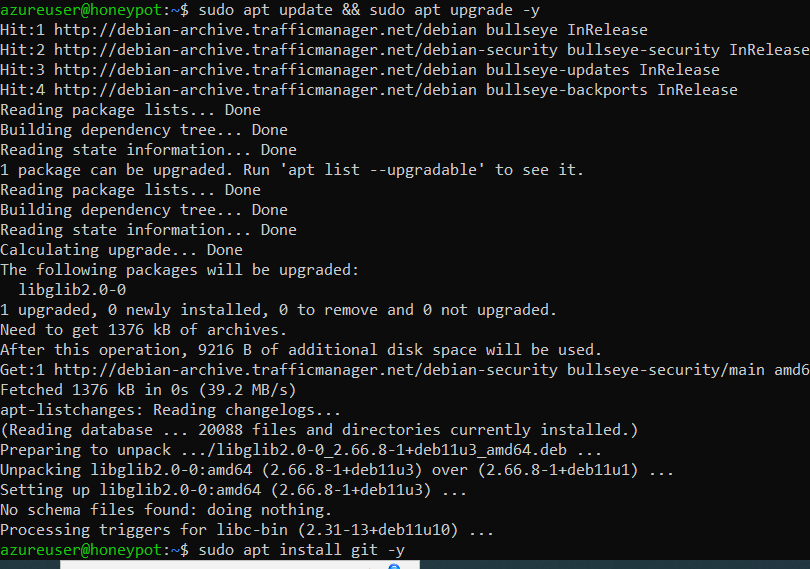 azureuser@honeypot:~$ sudo apt update && sudo apt upgrade -y
Hit:1 http://debian-archive.trafficmanager.net/debian bullseye InRelease
Hit:2 http://debian-archive.trafficmanager.net/debian-security bullseye-security InRelease
Hit:3 http://debian-archive.trafficmanager.net/debian bullseye-updates InRelease
Hit:4 http://debian-archive.trafficmanager.net/debian bullseye-backports InRelease
Reading package lists... Done
Building dependency tree... Done
Reading state information... Done
1 package can be upgraded. Run 'apt list --upgradable' to see it.
Reading package lists... Done
Building dependency tree... Done
Reading state information... Done
Calculating upgrade... Done
The following packages will be upgraded:
  libglib2.0-0
1 upgraded, 0 newly installed, 0 to remove and 0 not upgraded.
Need to get 1376 kB of archives.
After this operation, 9216 B of additional disk space will be used.
Get:1 http://debian-archive.trafficmanager.net/debian-security bullseye-security/main amd6
Fetched 1376 kB in 0s (39.2 MB/s)
apt-listchanges: Reading changelogs...
(Reading database ... 20088 files and directories currently installed.)
Preparing to unpack .../libglib2.0-0_2.66.8-1+deb11u3_amd64.deb ...
Unpacking libglib2.0-0:amd64 (2.66.8-1+deb11u3) over (2.66.8-1+deb11u1) ...
Setting up libglib2.0-0:amd64 (2.66.8-1+deb11u3) ...
No schema files found: doing nothing.
Processing triggers for libc-bin (2.31-13+deb11u10) ...
azureuser@honeypot:~$ sudo apt install git -y